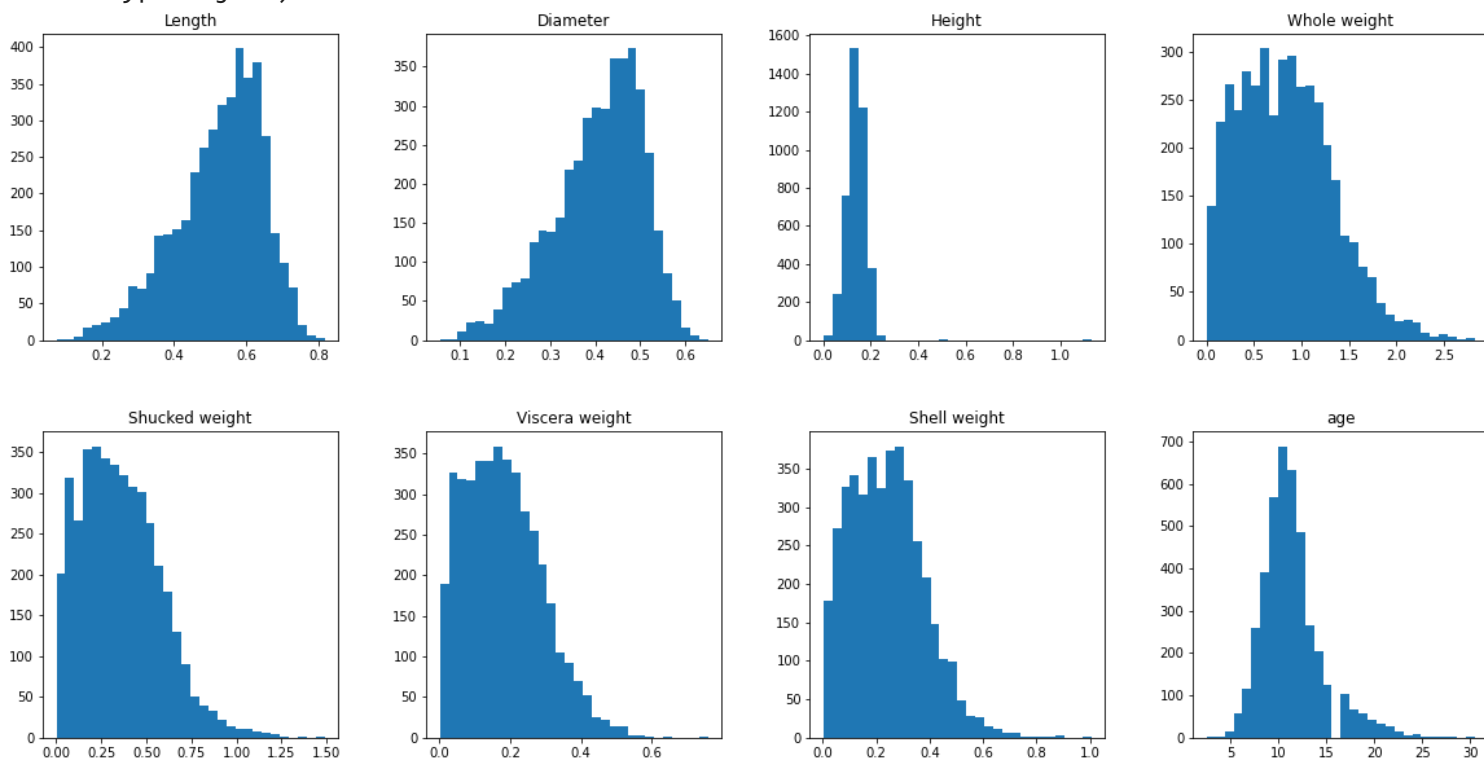 Length Diameter Height Whole weight
400 350 300 250 200 150 100 50 0
0.2 0.4 0.6 0.8
350 300 250 200 150 100 50 0
0.1 0.2 0.3 0.4 0.5 0.6
1600 1400 1200 1000 800 600 400 200 0
0.0 0.2 0.4 0.6 0.8 1.0
300 250 200 150 100 50 0
0.0 0.5 1.0 1.5 2.0 2.5
Shucked weight Viscera weight Shell weight age
350 300 250 200 150 100 50 0
0.00 0.25 0.50 0.75 1.00 1.25 1.50
350 300 250 200 150 100 50 0
0.0 0.2 0.4 0.6
350 300 250 200 150 100 50 0
0.0 0.2 0.4 0.6 0.8 1.0
700 600 500 400 300 200 100 0
5 10 15 20 25 30